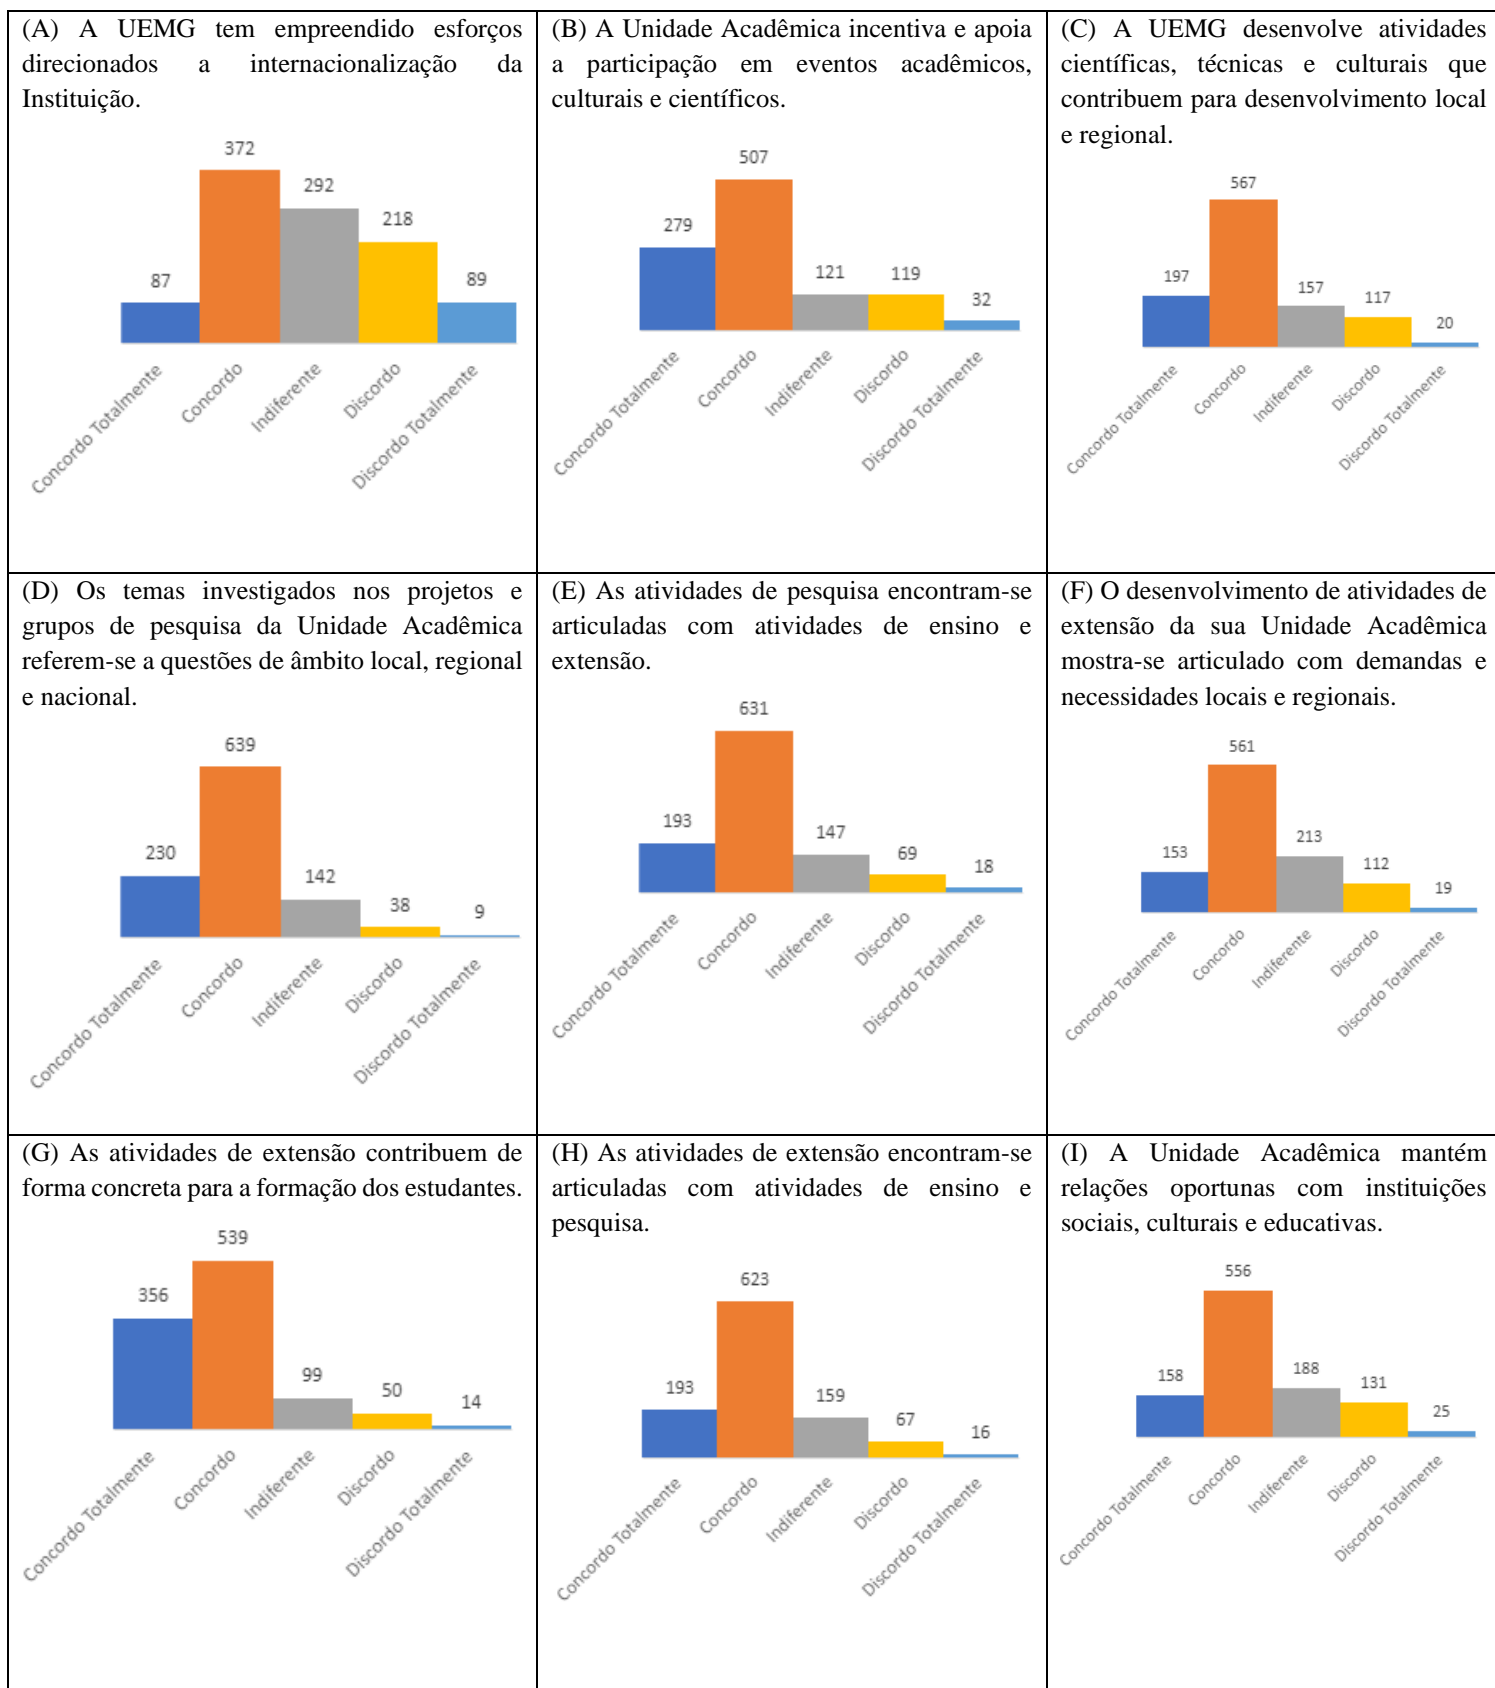 (A) A UEMG tem empreendido esforços
direcionados a internacionalização da
Instituição.
372
292
218
87
89
Concordo Totalmente
Concordo
Indiferente
Discordo
Discordo Totalmente
(B) A Unidade Acadêmica incentiva e apoia
a participação em eventos acadêmicos,
culturais e científicos.
507
279
121
119
32
Concordo Totalmente
Concordo
Indiferente
Discordo
Discordo Totalmente
(C) A UEMG desenvolve atividades
científicas, técnicas e culturais que
contribuem para desenvolvimento local
e regional.
567
197
157
117
20
Concordo Totalmente
Concordo
Indiferente
Discordo
Discordo Totalmente
(D) Os temas investigados nos projetos e
grupos de pesquisa da Unidade Acadêmica
referem-se a questões de âmbito local, regional
e nacional.
639
230
142
38
9
Concordo Totalmente
Concordo
Indiferente
Discordo
Discordo Totalmente
(E) As atividades de pesquisa encontram-se
articuladas com atividades de ensino e
extensão.
631
193
147
69
18
Concordo Totalmente
Concordo
Indiferente
Discordo
Discordo Totalmente
(F) O desenvolvimento de atividades de
extensão da sua Unidade Acadêmica
mostra-se articulado com demandas e
necessidades locais e regionais.
561
153
213
112
19
Concordo Totalmente
Concordo
Indiferente
Discordo
Discordo Totalmente
(G) As atividades de extensão contribuem de
forma concreta para a formação dos estudantes.
539
356
99
50
14
Concordo Totalmente
Concordo
Indiferente
Discordo
Discordo Totalmente
(H) As atividades de extensão encontram-se
articuladas com atividades de ensino e
pesquisa.
623
193
159
67
16
Concordo Totalmente
Concordo
Indiferente
Discordo
Discordo Totalmente
(I) A Unidade Acadêmica mantém
relações oportunas com instituições
sociais, culturais e educativas.
556
158
188
131
25
Concordo Totalmente
Concordo
Indiferente
Discordo
Discordo Totalmente